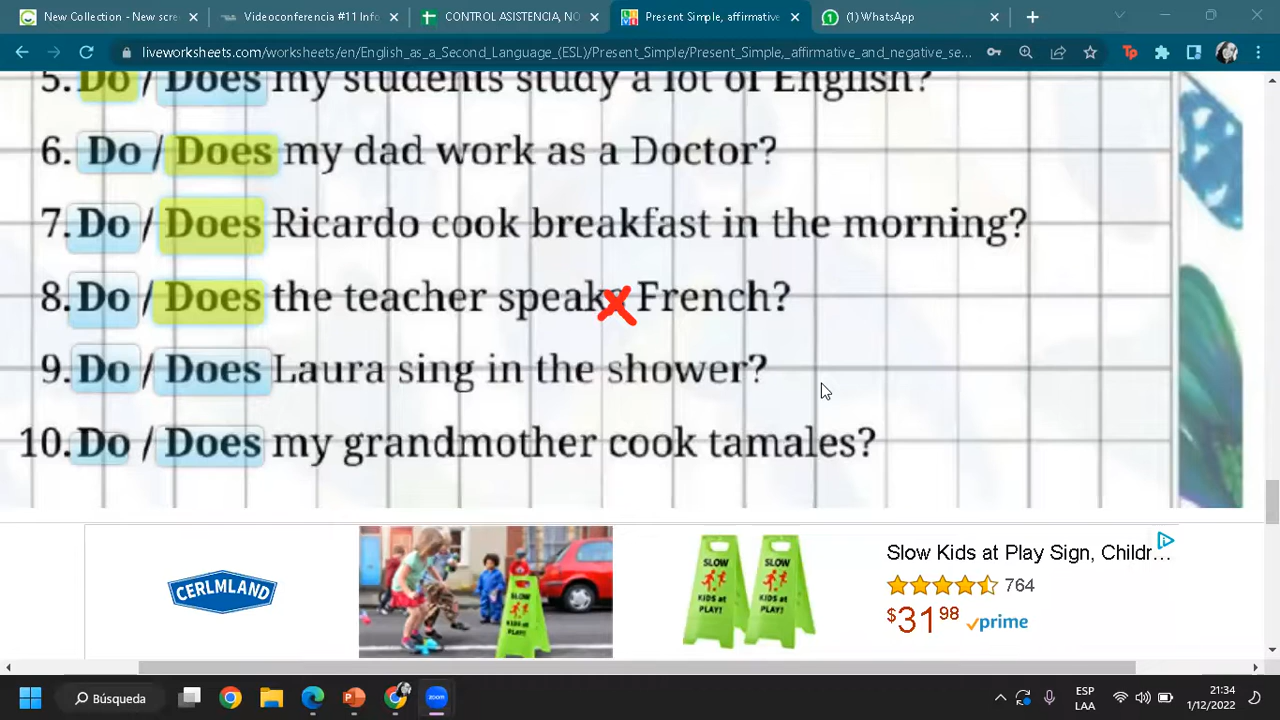 New Collection - New scre
Videoconferencia #11 Info
CONTROL ASISTENCIA, NO
Present Simple, affirmative
(1) WhatsApp
liveworksheets.com/worksheets/en/English_as_a_Second_Language_(ESL)/Present_Simple/Present_Simple,_affirmative_and_negative_se...
5. Do / Does my students study a lot of English?
6. Do / Does my dad work as a Doctor?
7. Do / Does Ricardo cook breakfast in the morning?
8. Do / Does the teacher speaks French?
9. Do / Does Laura sing in the shower?
10. Do / Does my grandmother cook tamales?
CERLMLAND
SLOW KIDS at PLAY!
SLOW KIDS at PLAY!
SLOW KIDS at PLAY!
Slow Kids at Play Sign, Childr...
764
$31.98 prime
Búsqueda
ESP
LAA
21:34
1/12/2022